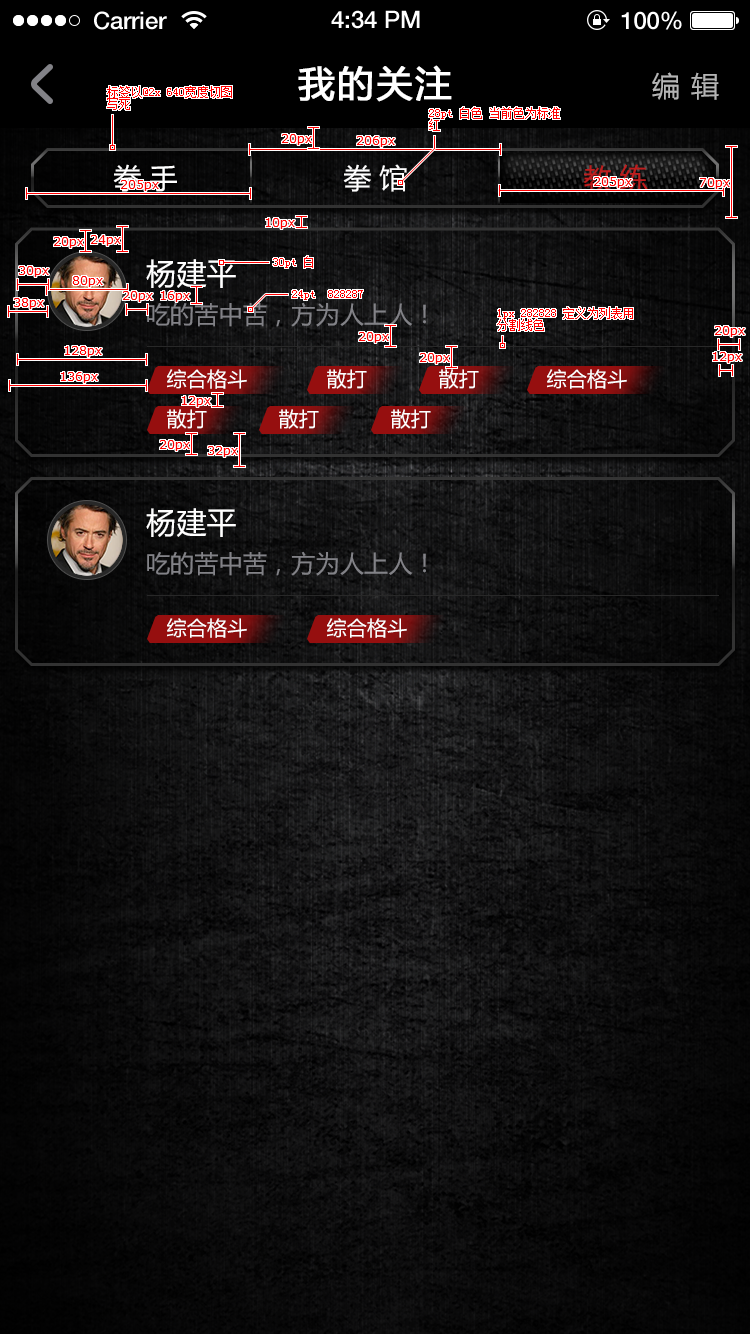 Carrier 4:34 PM 100%
我的关注 编 辑
标签以@2x 640宽度切图
写死
28pt 白色 当前色为标准
红
20px 206px
拳 手 拳 馆 教 练
205px 205px 70px
10px
20px 24px
30px 80px
38px 20px 16px
杨建平 30pt 白
24pt 828287
吃的苦中苦，方为人上人！
1px 282828 定义为列表用
分割线色
20px
12px
20px
20px
128px
136px
综合格斗 散打 散打 综合格斗
12px
散打 散打 散打
20px 32px
杨建平
吃的苦中苦，方为人上人！
综合格斗 综合格斗